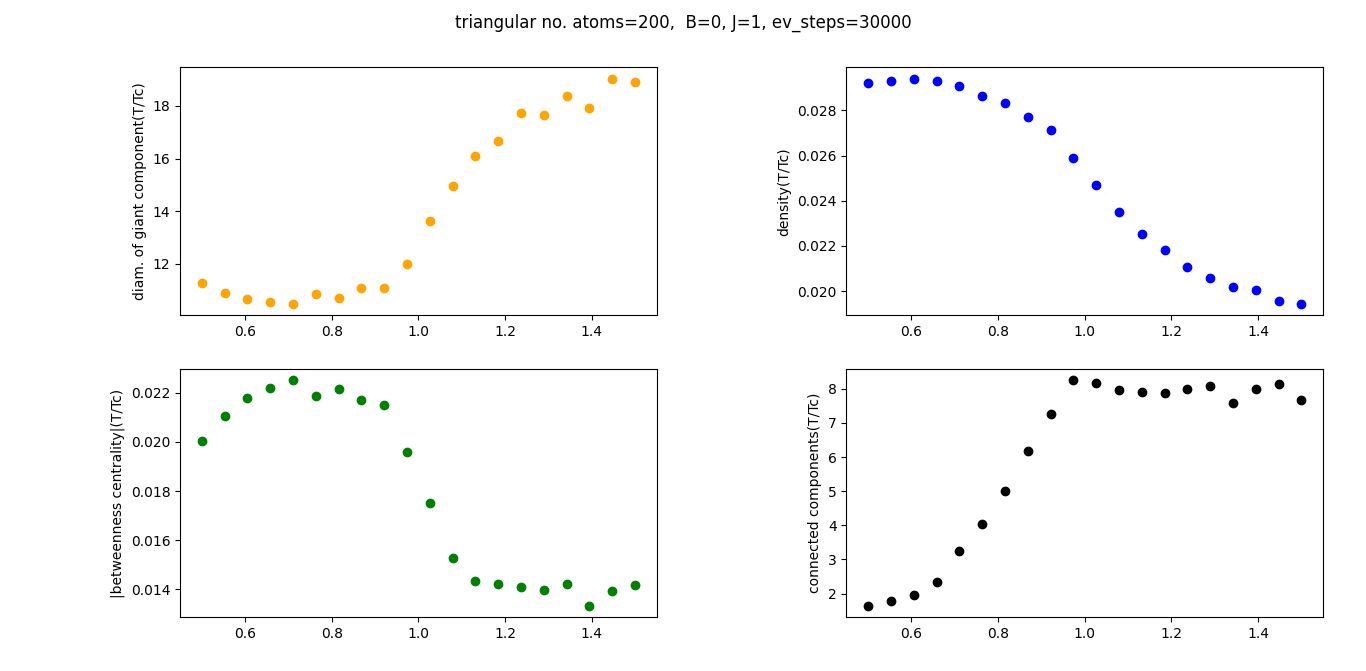 triangular no. atoms=200,  B=0, J=1, ev_steps=30000
diam. of giant component(T/Tc)
18
16
14
12
0.6 0.8 1.0 1.2 1.4
density(T/Tc)
0.028
0.026
0.024
0.022
0.020
0.6 0.8 1.0 1.2 1.4
|betweenness centrality|(T/Tc)
0.022
0.020
0.018
0.016
0.014
0.6 0.8 1.0 1.2 1.4
connected components(T/Tc)
8
7
6
5
4
3
2
0.6 0.8 1.0 1.2 1.4